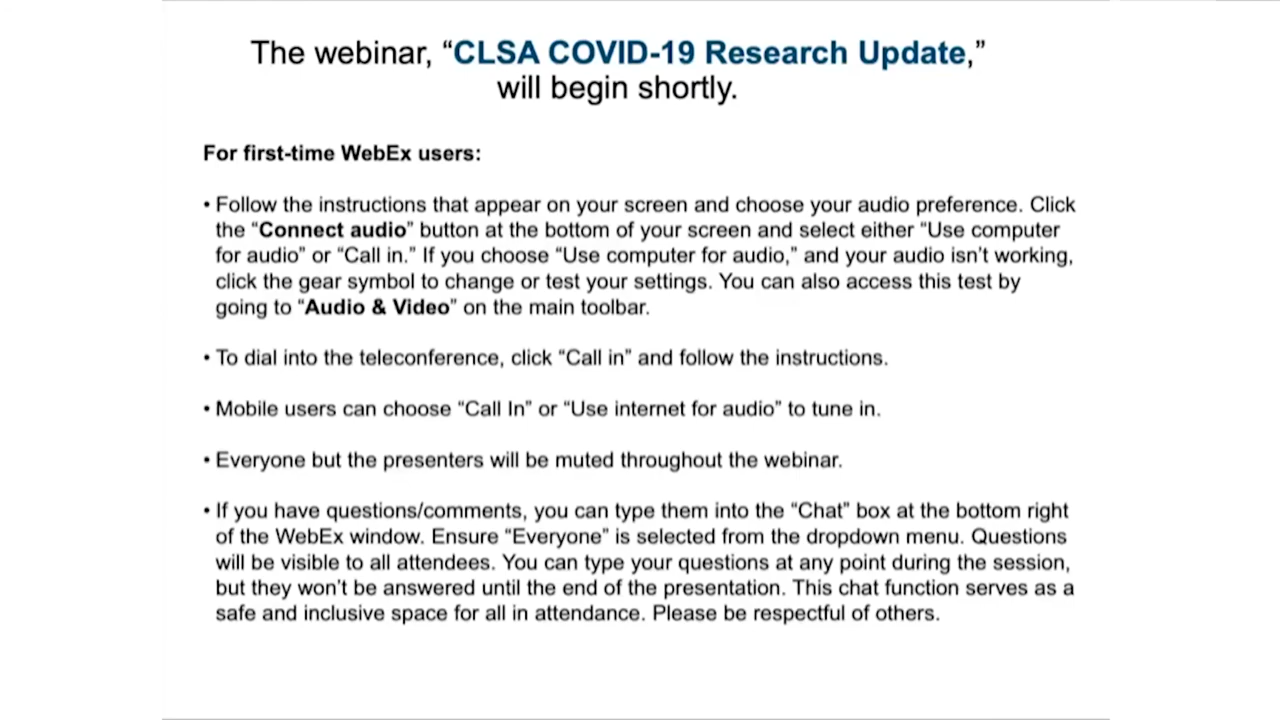 The webinar, “CLSA COVID-19 Research Update,”
will begin shortly.
For first-time WebEx users:
• Follow the instructions that appear on your screen and choose your audio preference. Click
the “Connect audio” button at the bottom of your screen and select either “Use computer
for audio” or “Call in.” If you choose “Use computer for audio,” and your audio isn’t working,
click the gear symbol to change or test your settings. You can also access this test by
going to “Audio & Video” on the main toolbar.
• To dial into the teleconference, click “Call in” and follow the instructions.
• Mobile users can choose “Call In” or “Use internet for audio” to tune in.
• Everyone but the presenters will be muted throughout the webinar.
• If you have questions/comments, you can type them into the “Chat” box at the bottom right
of the WebEx window. Ensure “Everyone” is selected from the dropdown menu. Questions
will be visible to all attendees. You can type your questions at any point during the session,
but they won’t be answered until the end of the presentation. This chat function serves as a
safe and inclusive space for all in attendance. Please be respectful of others.